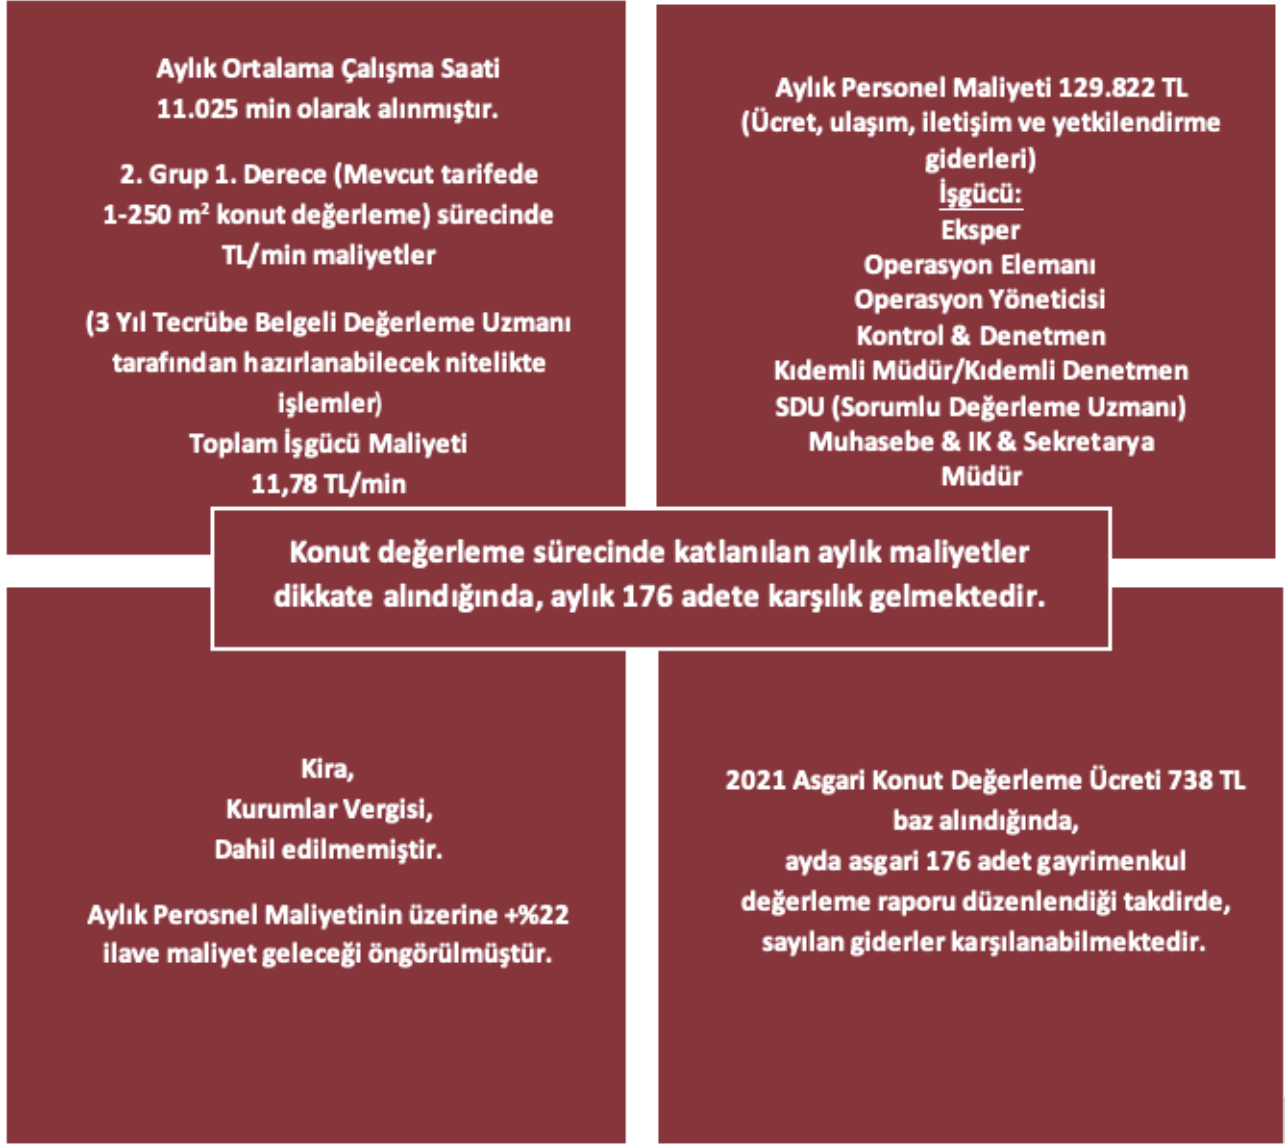 Aylık Ortalama Çalışma Saati
11.025 min olarak alınmıştır.
2. Grup 1. Derece (Mevcut tarifede
1-250 m² konut değerleme) sürecinde
TL/min maliyetler
(3 Yıl Tecrübe Belgeli Değerleme Uzmanı
tarafından hazırlanabilecek nitelikte
işlemler)
Toplam İşgücü Maliyeti
11,78 TL/min
Aylık Personel Maliyeti 129.822 TL
(Ücret, ulaşım, iletişim ve yetkilendirme
giderleri)
İşgücü:
Eksper
Operasyon Elemanı
Operasyon Yöneticisi
Kontrol & Denetmen
Kıdemli Müdür/Kıdemli Denetmen
SDU (Sorumlu Değerleme Uzmanı)
Muhasebe & IK & Sekretarya
Müdür
Konut değerleme sürecinde katlanılan aylık maliyetler
dikkate alındığında, aylık 176 adete karşılık gelmektedir.
Kira,
Kurumlar Vergisi,
Dahil edilmemiştir.
Aylık Perosnel Maliyetinin üzerine +%22
ilave maliyet geleceği öngörülmüştür.
2021 Asgari Konut Değerleme Ücreti 738 TL
baz alındığında,
ayda asgari 176 adet gayrimenkul
değerleme raporu düzenlendiği takdirde,
sayılan giderler karşılanabilmektedir.